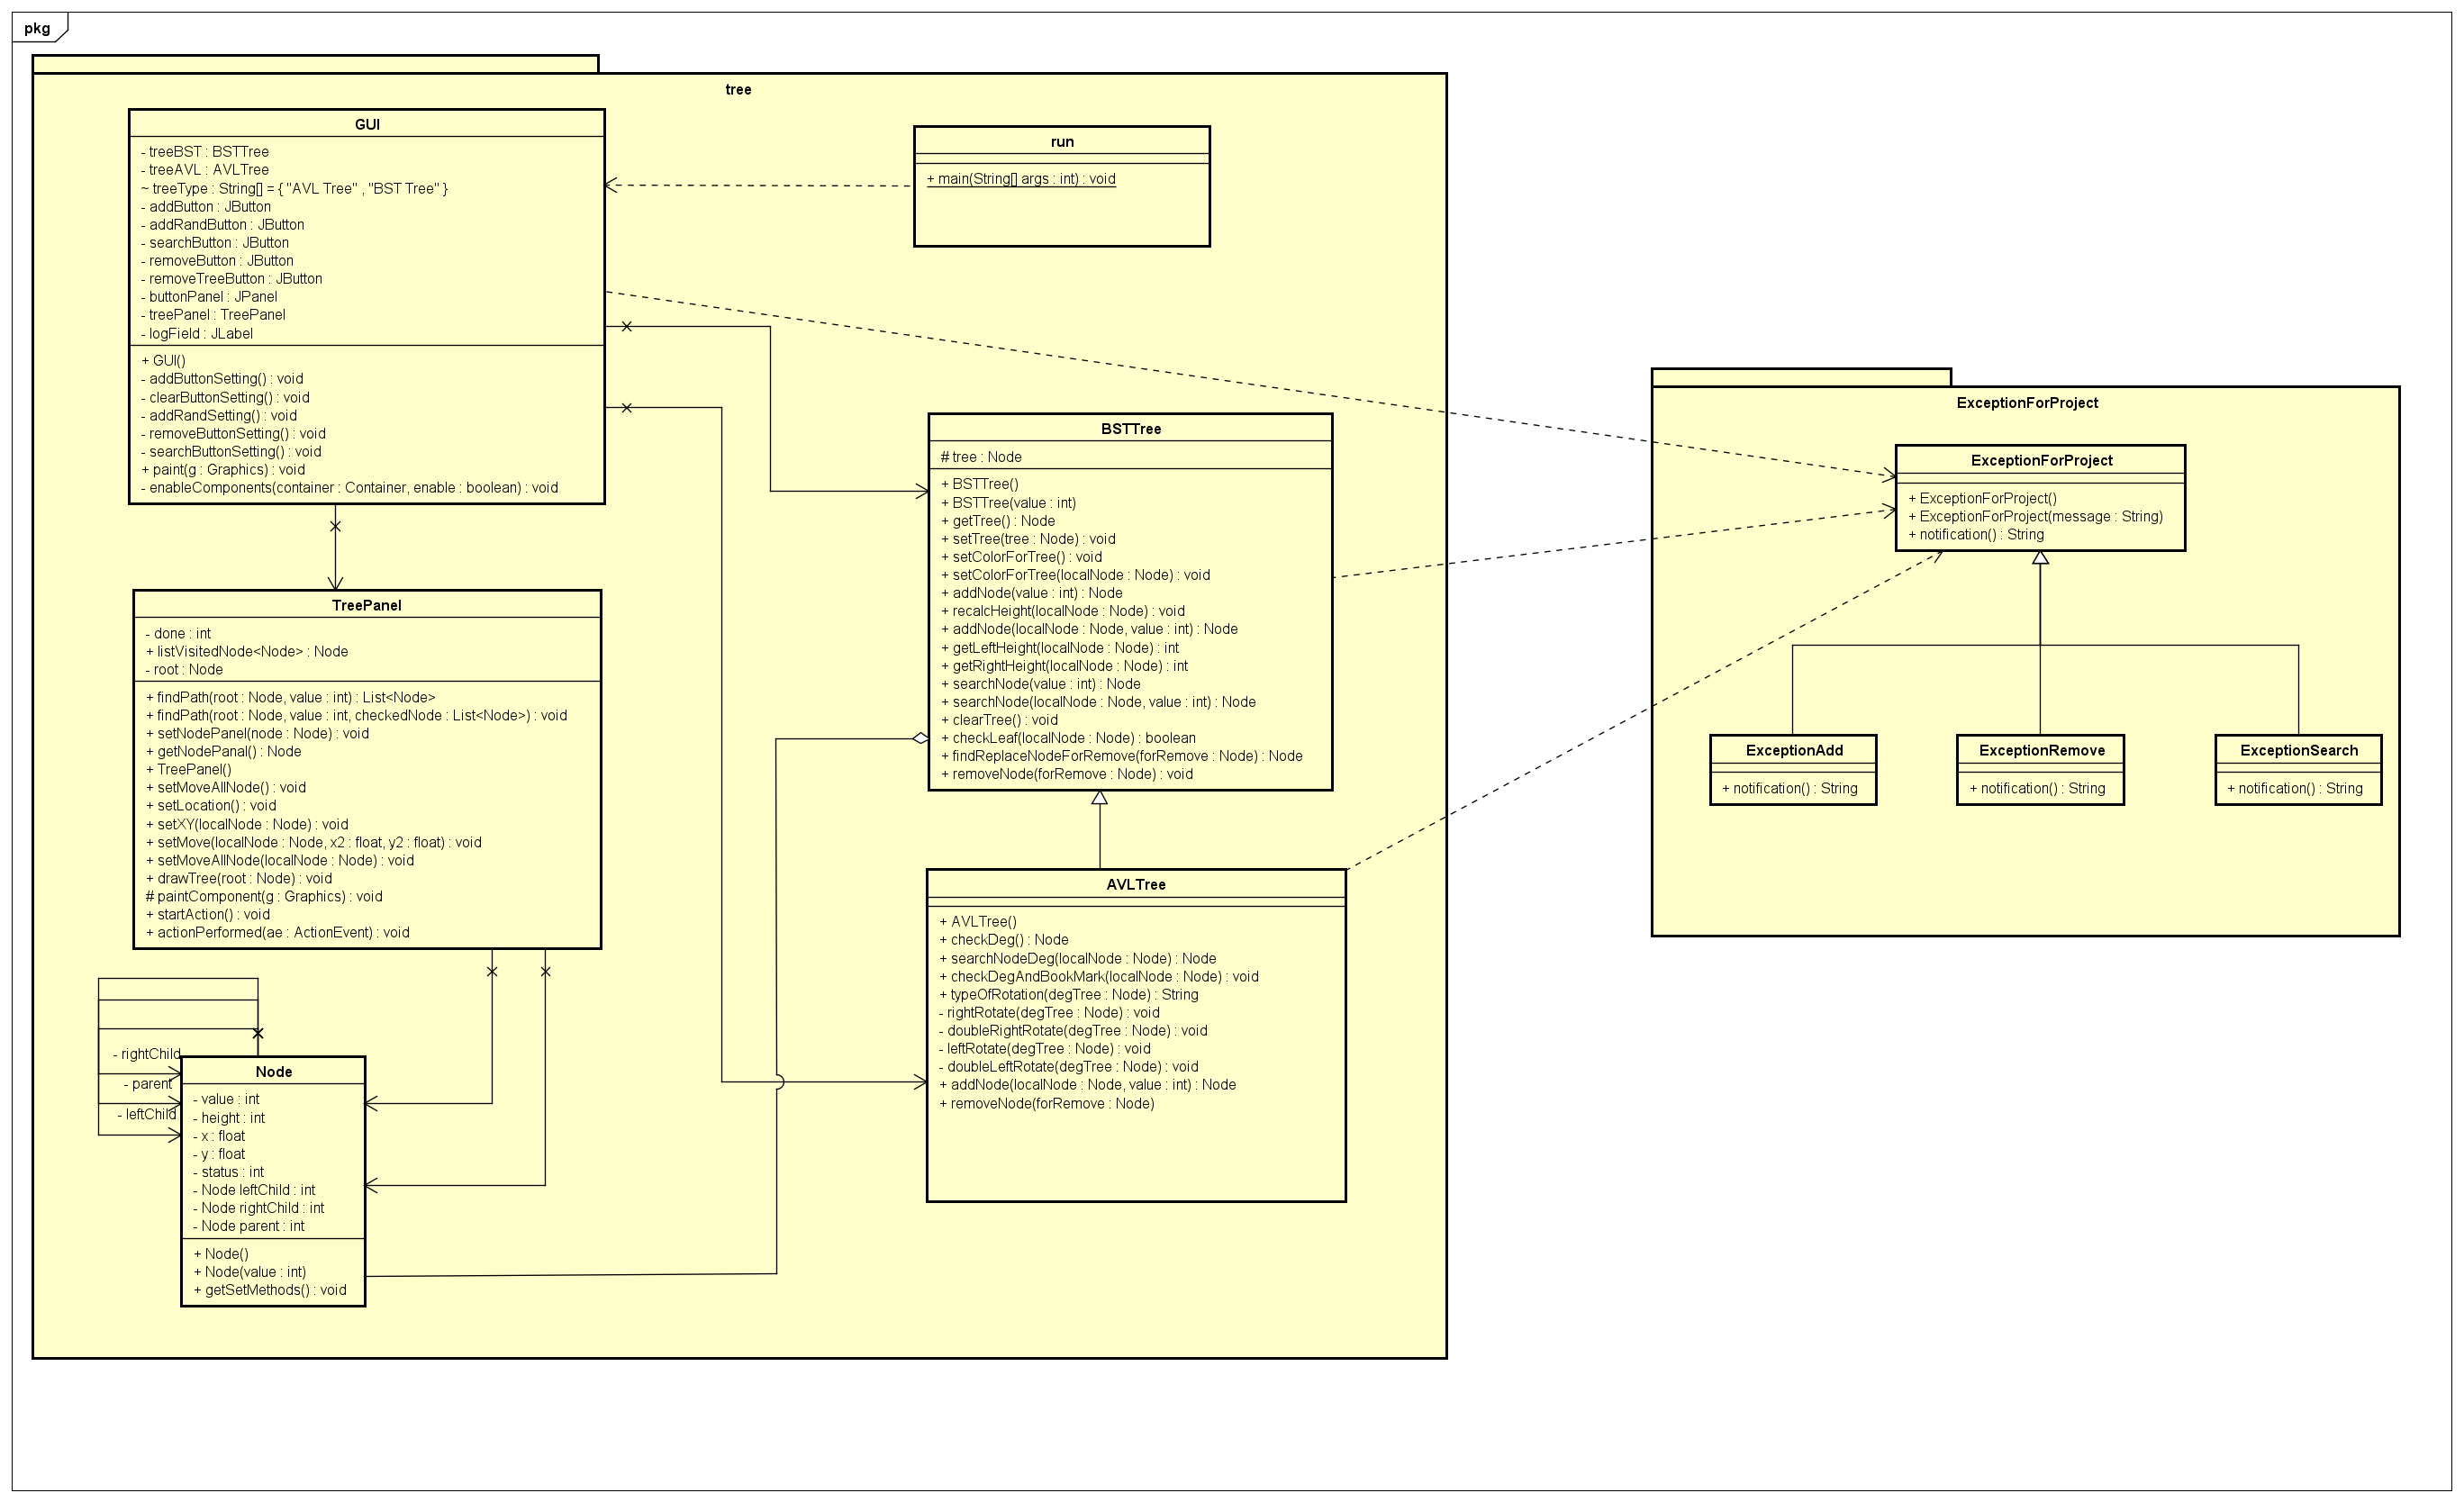 pkg
tree
GUI
- treeBST : BSTTree
- treeAVL : AVLTree
~ treeType : String[] = { "AVL Tree" , "BST Tree" }
- addButton : JButton
- addRandButton : JButton
- searchButton : JButton
- removeButton : JButton
- removeTreeButton : JButton
- buttonPanel : JPanel
- treePanel : TreePanel
- logField : JLabel
+ GUI()
- addButtonSetting() : void
- clearButtonSetting() : void
- addRandSetting() : void
- removeButtonSetting() : void
- searchButtonSetting() : void
+ paint(g : Graphics) : void
- enableComponents(container : Container, enable : boolean) : void
run
+ main(String[] args : int) : void
BSTTree
# tree : Node
+ BSTTree()
+ BSTTree(value : int)
+ getTree() : Node
+ setTree(tree : Node) : void
+ setColorForTree() : void
+ setColorForTree(localNode : Node) : void
+ addNode(value : int) : Node
+ recalcHeight(localNode : Node) : void
+ addNode(localNode : Node, value : int) : Node
+ getLeftHeight(localNode : Node) : int
+ getRightHeight(localNode : Node) : int
+ searchNode(value : int) : Node
+ searchNode(localNode : Node, value : int) : Node
+ clearTree() : void
+ checkLeaf(localNode : Node) : boolean
+ findReplaceNodeForRemove(forRemove : Node) : Node
+ removeNode(forRemove : Node) : void
TreePanel
- done : int
+ listVisitedNode<Node> : Node
- root : Node
+ findPath(root : Node, value : int) : List<Node>
+ findPath(root : Node, value : int, checkedNode : List<Node>) : void
+ setNodePanel(node : Node) : void
+ getNodePanal() : Node
+ TreePanel()
+ setMoveAllNode() : void
+ setLocation() : void
+ setXY(localNode : Node) : void
+ setMove(localNode : Node, x2 : float, y2 : float) : void
+ setMoveAllNode(localNode : Node) : void
+ drawTree(root : Node) : void
# paintComponent(g : Graphics) : void
+ startAction() : void
+ actionPerformed(ae : ActionEvent) : void
AVLTree
+ AVLTree()
+ checkDeg() : Node
+ searchNodeDeg(localNode : Node) : Node
+ checkDegAndBookMark(localNode : Node) : void
+ typeOfRotation(degTree : Node) : String
- rightRotate(degTree : Node) : void
- doubleRightRotate(degTree : Node) : void
- leftRotate(degTree : Node) : void
- doubleLeftRotate(degTree : Node) : void
+ addNode(localNode : Node, value : int) : Node
+ removeNode(forRemove : Node)
- rightChild
- parent
- leftChild
Node
- value : int
- height : int
- x : float
- y : float
- status : int
- Node leftChild : int
- Node rightChild : int
- Node parent : int
+ Node()
+ Node(value : int)
+ getSetMethods() : void
ExceptionForProject
ExceptionForProject
+ ExceptionForProject()
+ ExceptionForProject(message : String)
+ notification() : String
ExceptionAdd
+ notification() : String
ExceptionRemove
+ notification() : String
ExceptionSearch
+ notification() : String